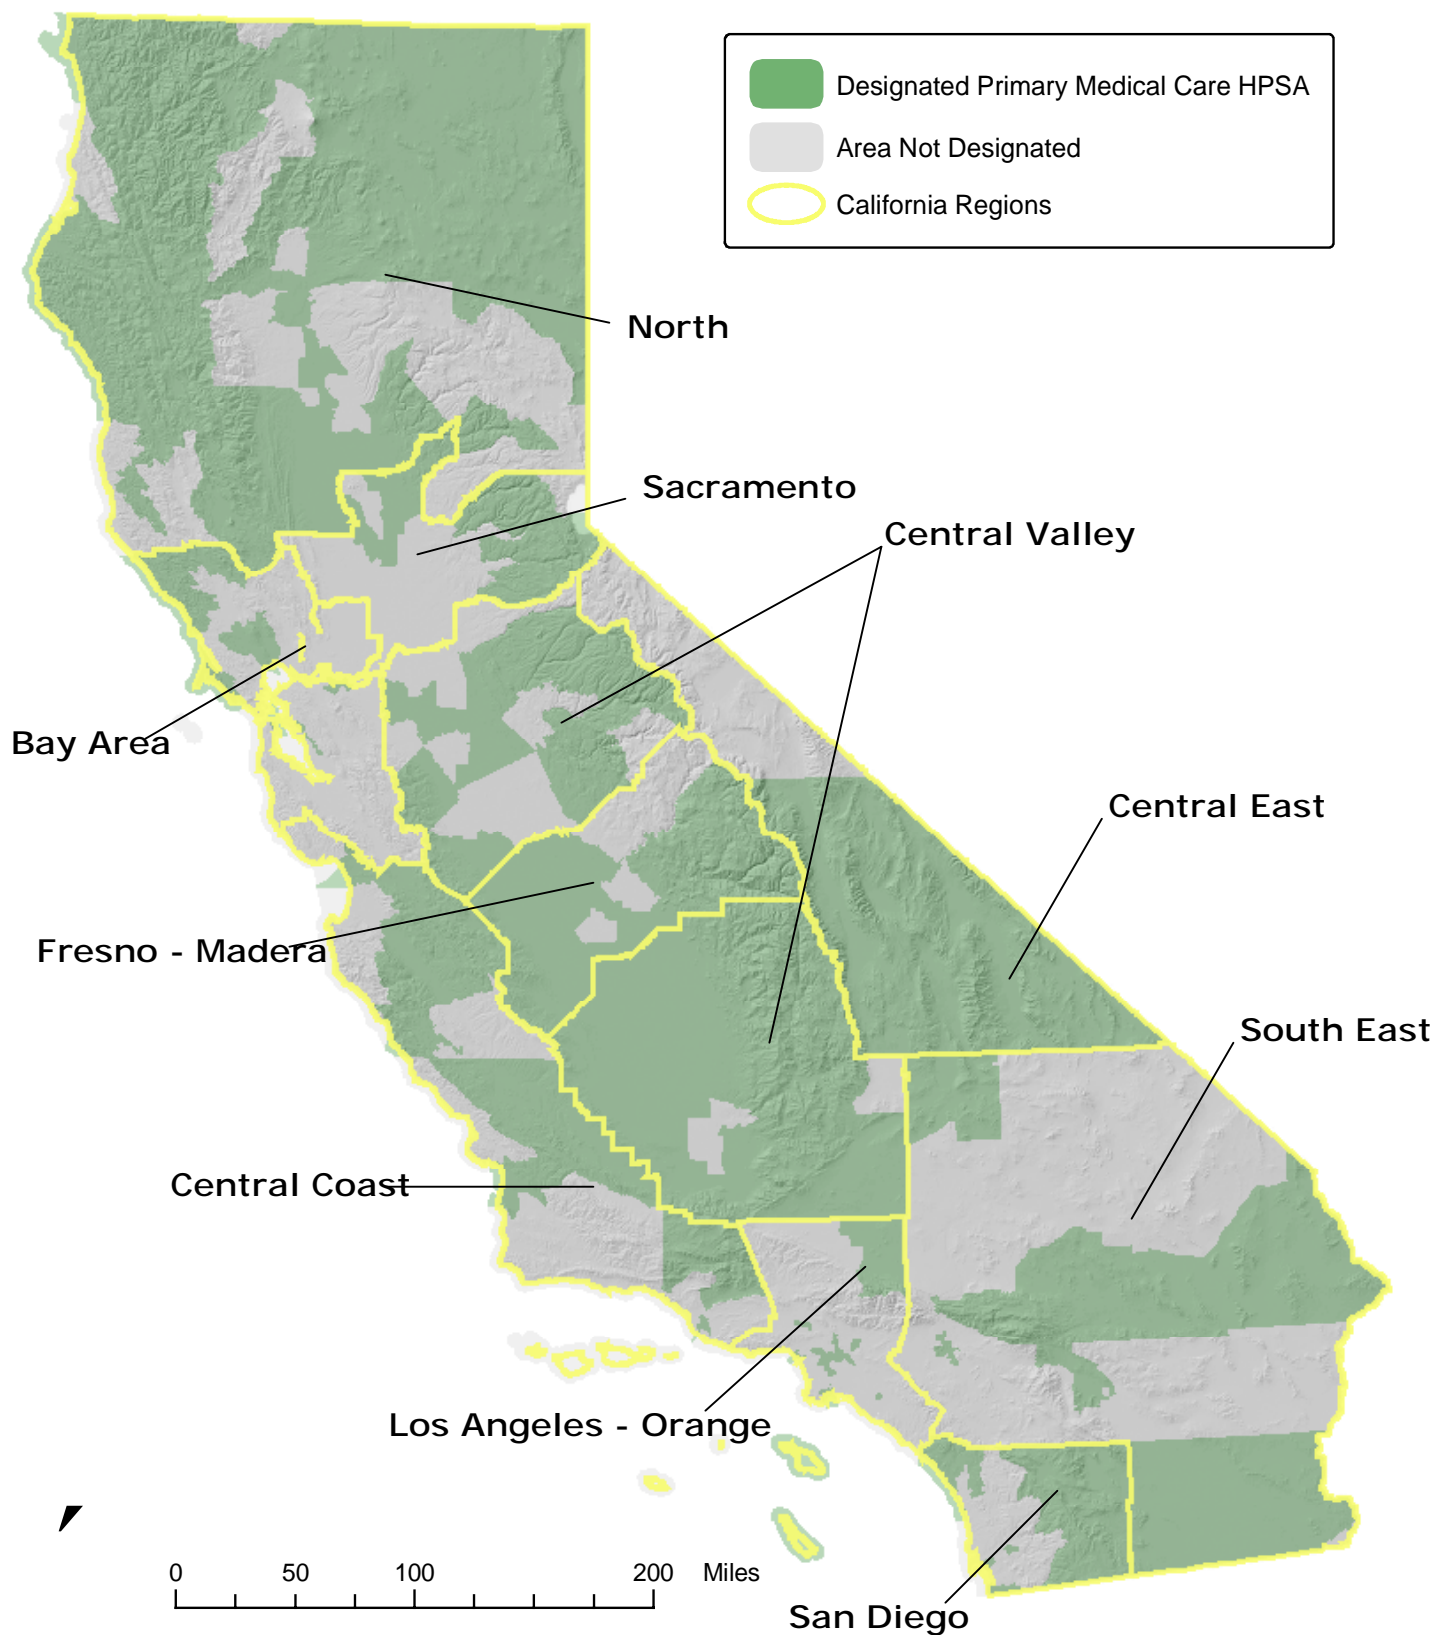 Designated Primary Medical Care HPSA
Area Not Designated
California Regions
North
Sacramento
Central Valley
Bay Area
Central East
Fresno - Madera
South East
Central Coast
Los Angeles - Orange
0 50 100 200 Miles
San Diego